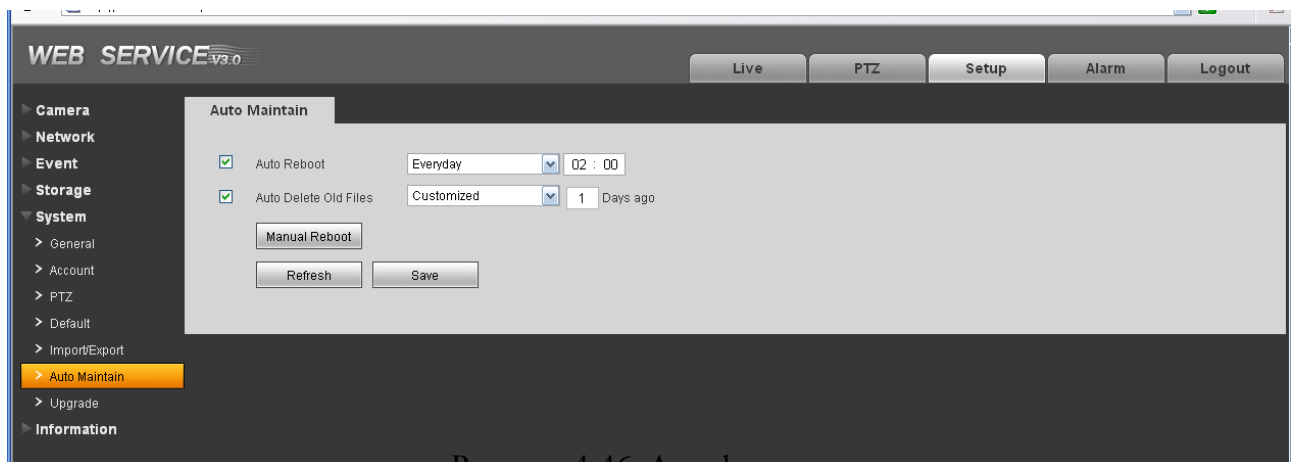 WEB SERVICE V3.0
Live PTZ Setup Alarm Logout
Camera
Network
Event
Storage
System
> General
> Account
> PTZ
> Default
> Import/Export
> Auto Maintain
> Upgrade
Information
Auto Maintain
Auto Reboot Everyday 02 : 00
Auto Delete Old Files Customized 1 Days ago
Manual Reboot
Refresh Save
4.46